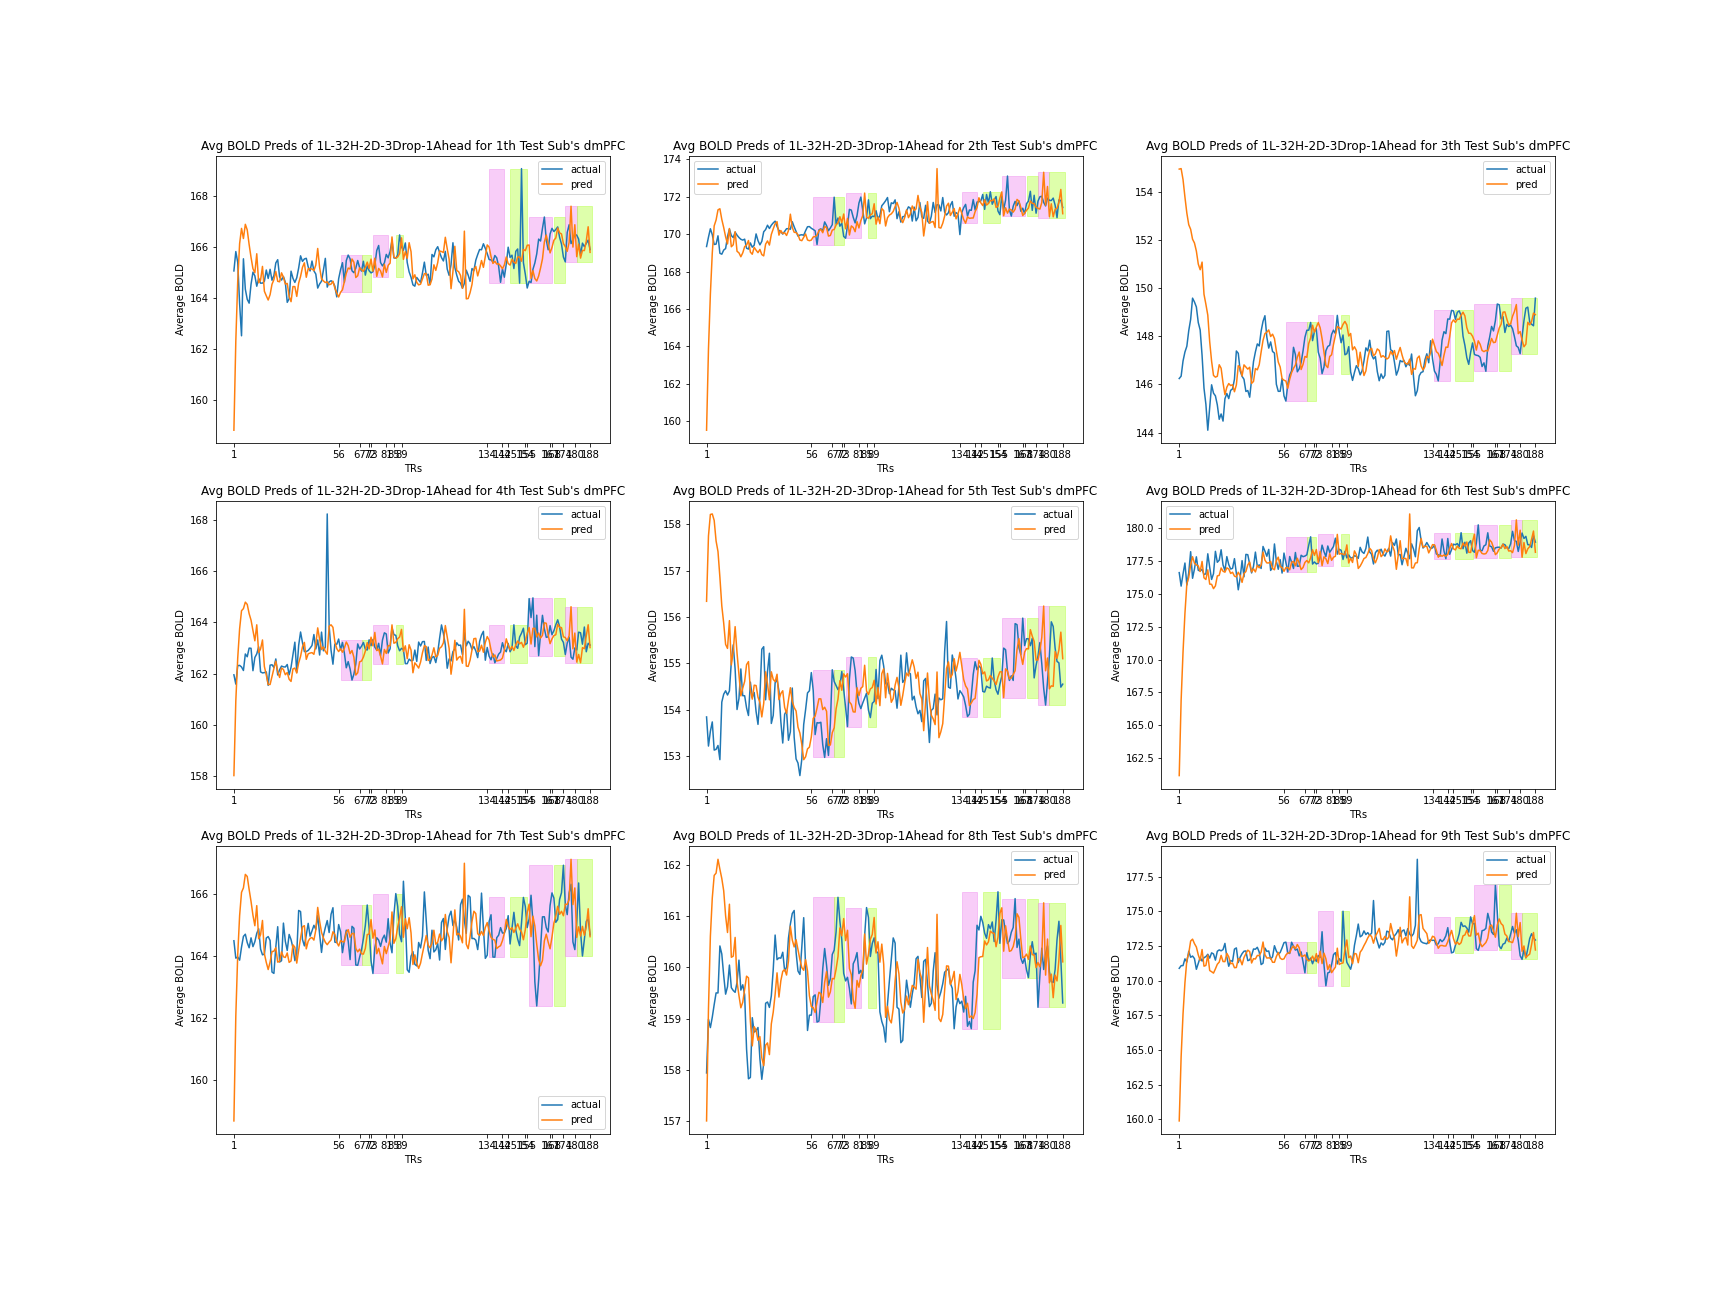 Avg BOLD Preds of 1L-32H-2D-3Drop-1Ahead for 1th Test Sub's dmPFC
168
166
164
162
160
Average BOLD
actual
pred
1 56 134 188
TRs
Avg BOLD Preds of 1L-32H-2D-3Drop-1Ahead for 2th Test Sub's dmPFC
174
172
170
168
166
164
162
160
Average BOLD
actual
pred
1 56 134 188
TRs
Avg BOLD Preds of 1L-32H-2D-3Drop-1Ahead for 3th Test Sub's dmPFC
154
152
150
148
146
144
Average BOLD
actual
pred
1 56 134 188
TRs
Avg BOLD Preds of 1L-32H-2D-3Drop-1Ahead for 4th Test Sub's dmPFC
168
166
164
162
160
158
Average BOLD
actual
pred
1 56 134 188
TRs
Avg BOLD Preds of 1L-32H-2D-3Drop-1Ahead for 5th Test Sub's dmPFC
158
157
156
155
154
153
Average BOLD
actual
pred
1 56 134 188
TRs
Avg BOLD Preds of 1L-32H-2D-3Drop-1Ahead for 6th Test Sub's dmPFC
180.0
177.5
175.0
172.5
170.0
167.5
165.0
162.5
Average BOLD
actual
pred
1 56 134 188
TRs
Avg BOLD Preds of 1L-32H-2D-3Drop-1Ahead for 7th Test Sub's dmPFC
166
164
162
160
Average BOLD
actual
pred
1 56 134 188
TRs
Avg BOLD Preds of 1L-32H-2D-3Drop-1Ahead for 8th Test Sub's dmPFC
162
161
160
159
158
157
Average BOLD
actual
pred
1 56 134 188
TRs
Avg BOLD Preds of 1L-32H-2D-3Drop-1Ahead for 9th Test Sub's dmPFC
177.5
175.0
172.5
170.0
167.5
165.0
162.5
160.0
Average BOLD
actual
pred
1 56 134 188
TRs